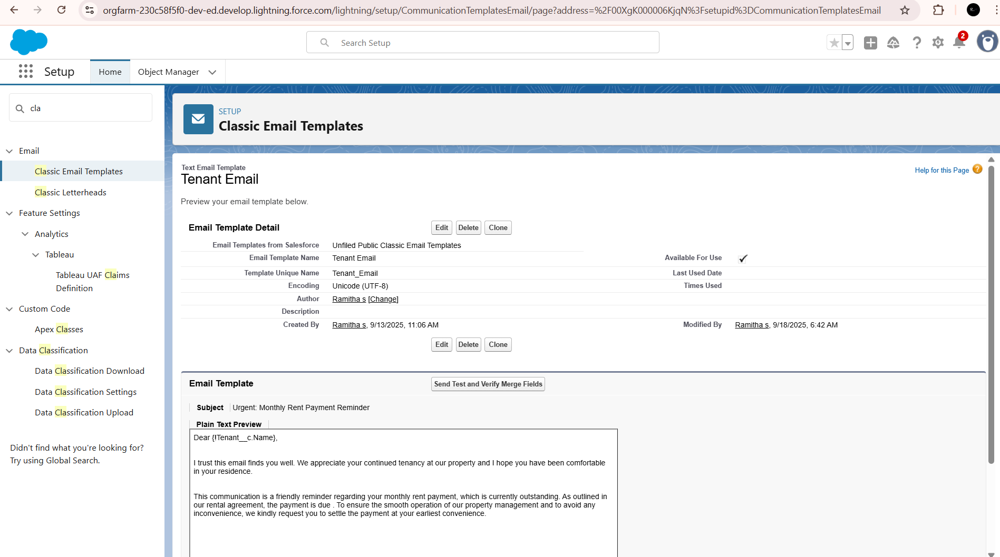 orgfarm-230c58f5f0-dev-ed.develop.lightning.force.com/lightning/setup/CommunicationTemplatesEmail/page?address=%2F00XgK000006KjqN%3Fsetupid%3DCommunicationTemplatesEmail
Search Setup
2
Setup
Home
Object Manager
cla
Email
Classic Email Templates
Classic Letterheads
Feature Settings
Analytics
Tableau
Tableau UAF Claims
Definition
Custom Code
Apex Classes
Data Classification
Data Classification Download
Data Classification Settings
Data Classification Upload
Didn't find what you're looking for?
Try using Global Search.
SETUP
Classic Email Templates
Text Email Template
Tenant Email
Help for this Page
Preview your email template below.
Email Template Detail
Edit Delete Clone
Email Templates from Salesforce Unfiled Public Classic Email Templates
Email Template Name Tenant Email Available For Use
Template Unique Name Tenant_Email Last Used Date
Encoding Unicode (UTF-8) Times Used
Author Ramitha s [Change]
Description
Created By Ramitha s, 9/13/2025, 11:06 AM Modified By Ramitha s, 9/18/2025, 6:42 AM
Edit Delete Clone
Email Template Send Test and Verify Merge Fields
Subject Urgent: Monthly Rent Payment Reminder
Plain Text Preview
Dear {!Tenant__c.Name},
I trust this email finds you well. We appreciate your continued tenancy at our property and I hope you have been comfortable
in your residence.
This communication is a friendly reminder regarding your monthly rent payment, which is currently outstanding. As outlined in
our rental agreement, the payment is due . To ensure the smooth operation of our property management and to avoid any
inconvenience, we kindly request you to settle the payment at your earliest convenience.